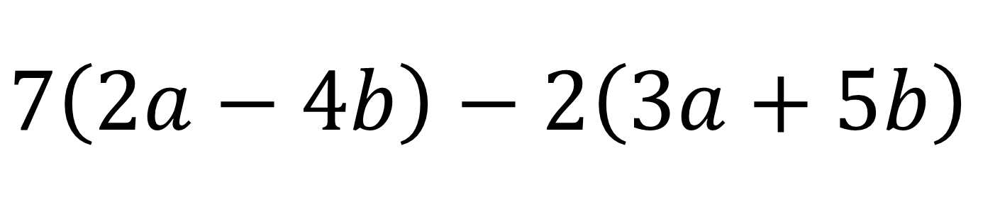 7(2a − 4b) − 2(3a + 5b)